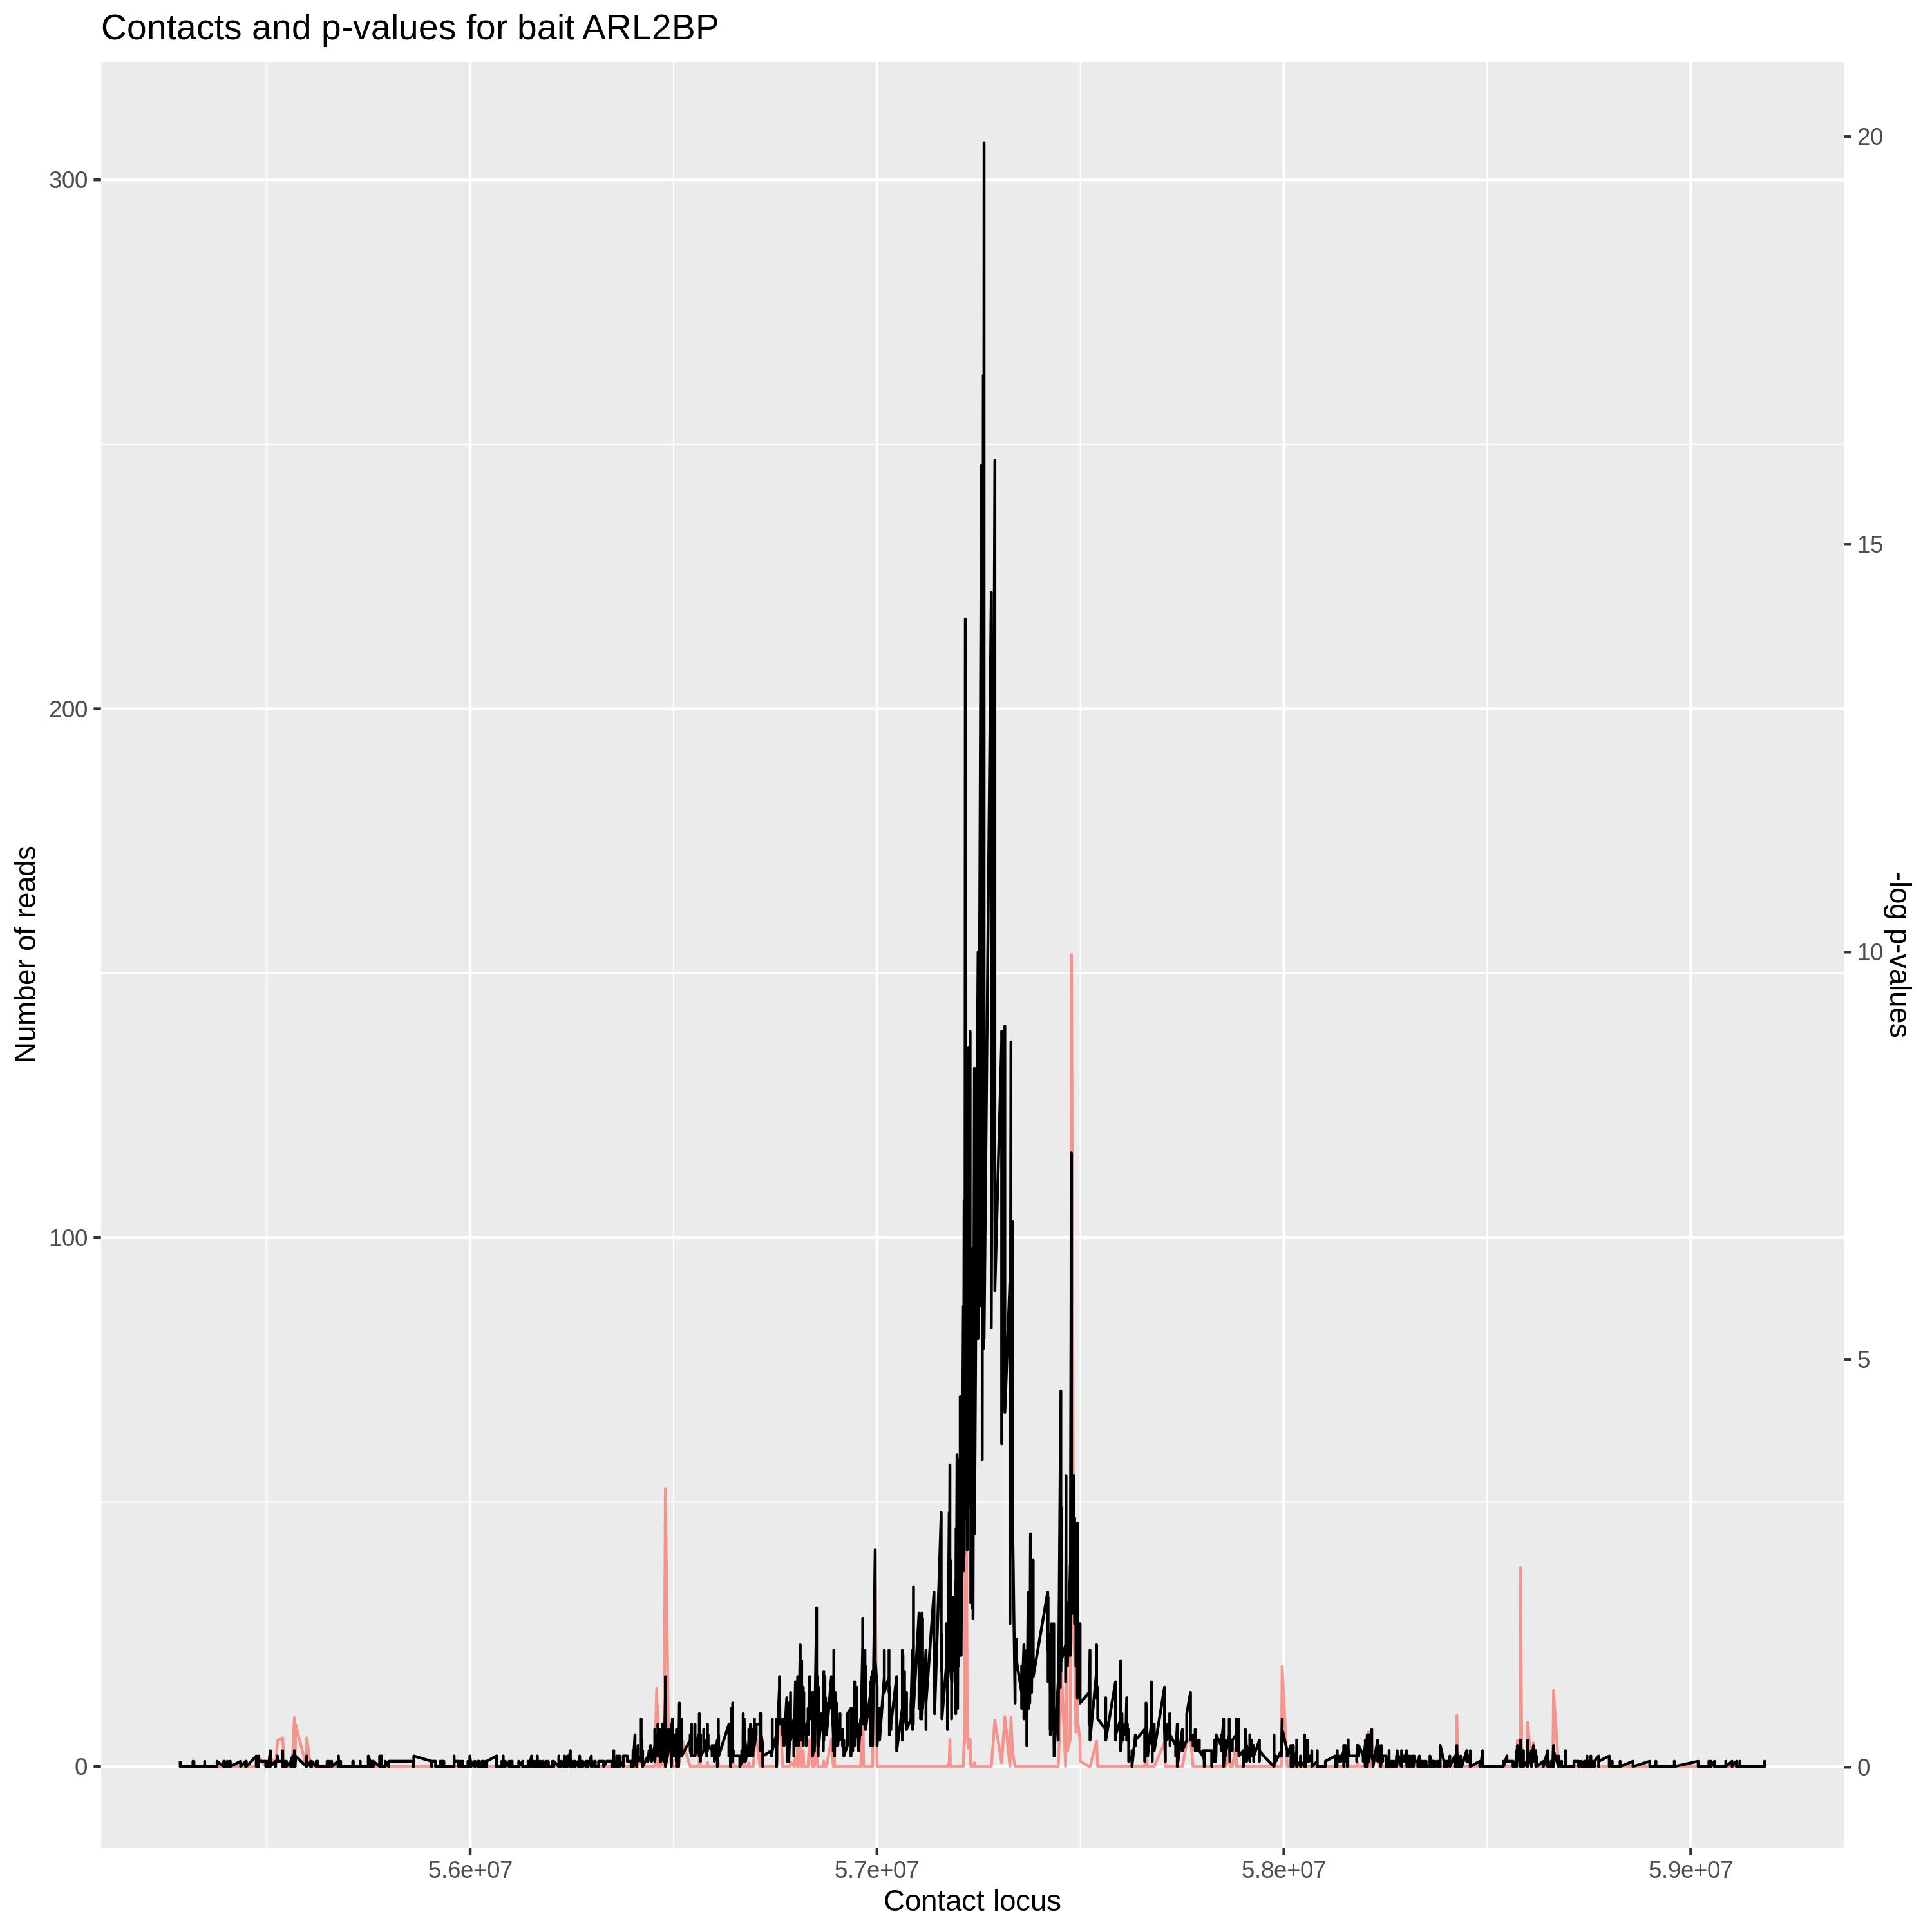 Contacts and p-values for bait ARL2BP
300
200
100
0
Number of reads
20
15
10
5
0
-log p-values
5.6e+07
5.7e+07
5.8e+07
5.9e+07
Contact locus